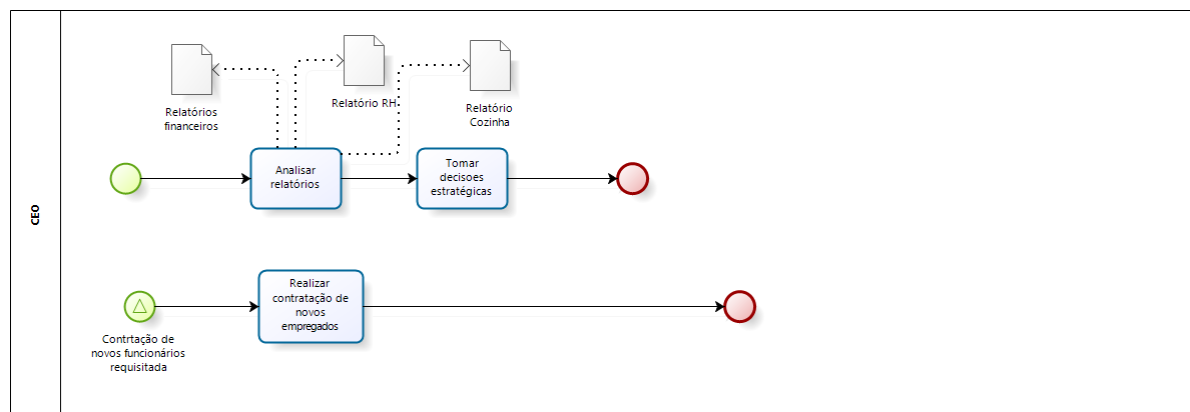 CEO
Relatórios
financeiros
Relatório RH
Relatório
Cozinha
Analisar
relatórios
Tomar
decisoes
estratégicas
Realizar
contratação de
novos
empregados
Contrtação de
novos funcionários
requisitada